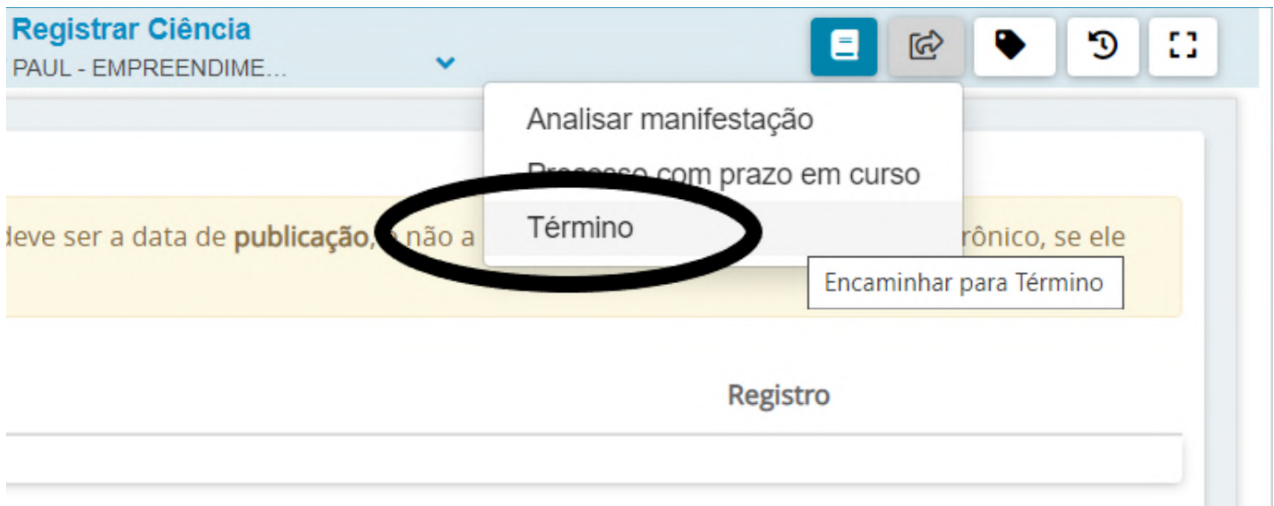 Registrar Ciência
PAUL - EMPREENDIME...
Analisar manifestação
Processo com prazo em curso
Término
deve ser a data de publicação, e não a
rônico, se ele
Encaminhar para Término
Registro